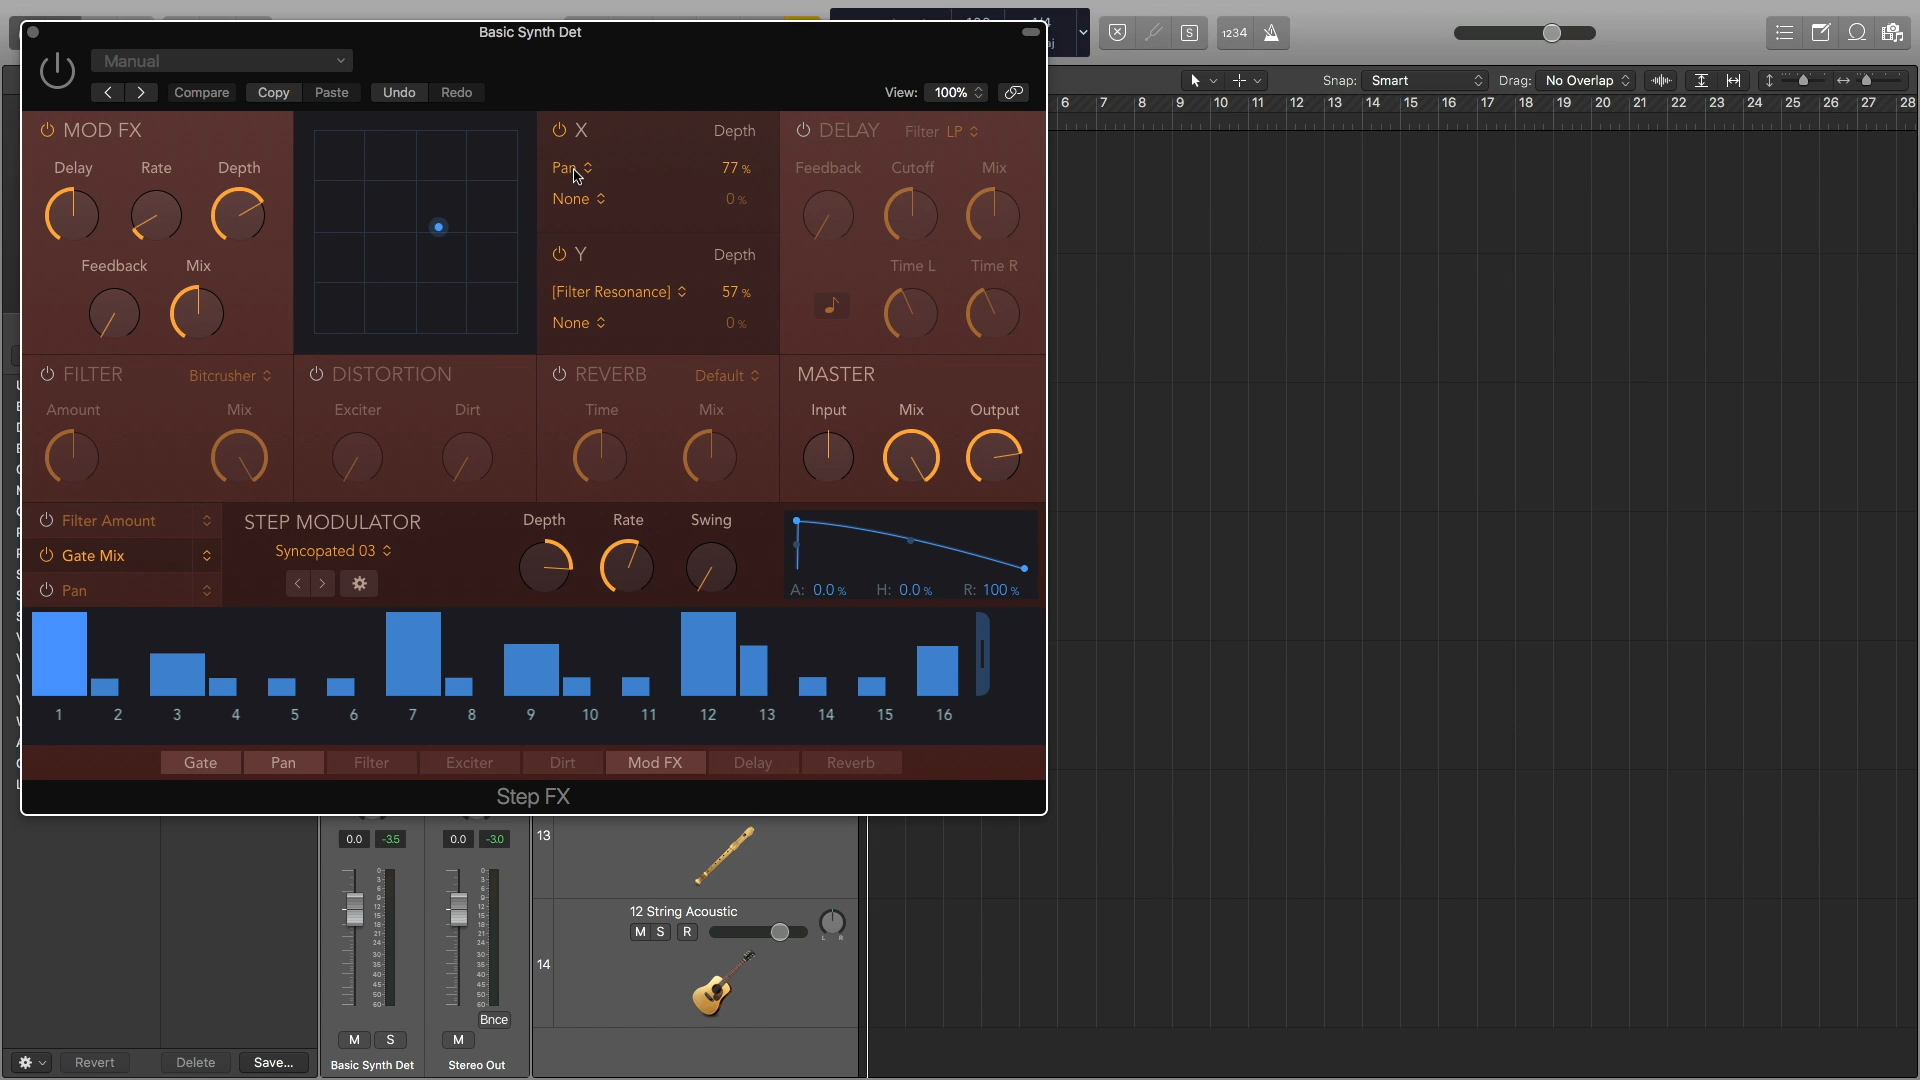 Basic Synth Det
Manual
Compare Copy Paste Undo Redo View: 100%
S 1234
Snap: Smart Drag: No Overlap
6 7 8 9 10 11 12 13 14 15 16 17 18 19 20 21 22 23 24 25 26 27 28
MOD FX
Delay Rate Depth
Feedback Mix
X Depth
Pan 77 %
None 0 %
Y Depth
[Filter Resonance] 57 %
None 0 %
DELAY Filter LP
Feedback Cutoff Mix
Time L Time R
FILTER Bitcrusher
Amount Mix
DISTORTION
Exciter Dirt
REVERB Default
Time Mix
MASTER
Input Mix Output
Filter Amount
Gate Mix
Pan
STEP MODULATOR
Syncopated 03
Depth Rate Swing
A: 0.0 % H: 0.0 % R: 100 %
1 2 3 4 5 6 7 8 9 10 11 12 13 14 15 16
Gate Pan Filter Exciter Dirt Mod FX Delay Reverb
Step FX
0.0 -3.5 0.0 -3.0
13
12 String Acoustic
M S R
L R
14
Bnce
M S M
Basic Synth Det Stereo Out
Revert Delete Save...